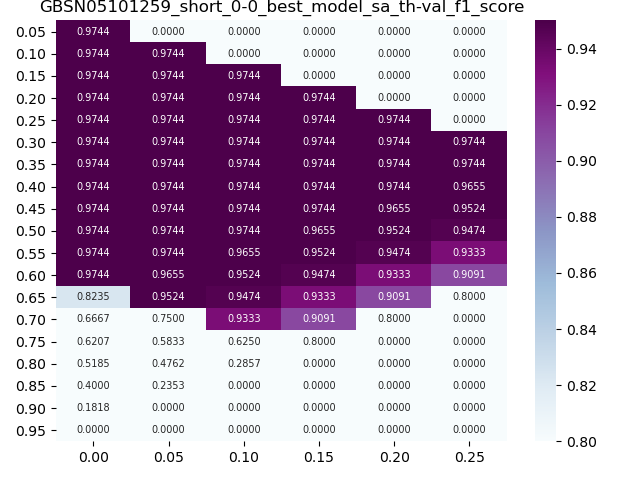 GBSN05101259_short_0-0_best_model_sa_th-val_f1_score
0.05 0.9744 0.0000 0.0000 0.0000 0.0000 0.0000
0.10 0.9744 0.9744 0.0000 0.0000 0.0000 0.0000
0.15 0.9744 0.9744 0.9744 0.0000 0.0000 0.0000
0.20 0.9744 0.9744 0.9744 0.9744 0.0000 0.0000
0.25 0.9744 0.9744 0.9744 0.9744 0.9744 0.0000
0.30 0.9744 0.9744 0.9744 0.9744 0.9744 0.9744
0.35 0.9744 0.9744 0.9744 0.9744 0.9744 0.9744
0.40 0.9744 0.9744 0.9744 0.9744 0.9744 0.9655
0.45 0.9744 0.9744 0.9744 0.9744 0.9655 0.9524
0.50 0.9744 0.9744 0.9744 0.9655 0.9524 0.9474
0.55 0.9744 0.9744 0.9655 0.9524 0.9474 0.9333
0.60 0.9744 0.9655 0.9524 0.9474 0.9333 0.9091
0.65 0.8235 0.9524 0.9474 0.9333 0.9091 0.8000
0.70 0.6667 0.7500 0.9333 0.9091 0.8000 0.0000
0.75 0.6207 0.5833 0.6250 0.8000 0.0000 0.0000
0.80 0.5185 0.4762 0.2857 0.0000 0.0000 0.0000
0.85 0.4000 0.2353 0.0000 0.0000 0.0000 0.0000
0.90 0.1818 0.0000 0.0000 0.0000 0.0000 0.0000
0.95 0.0000 0.0000 0.0000 0.0000 0.0000 0.0000
0.00 0.05 0.10 0.15 0.20 0.25
0.94
0.92
0.90
0.88
0.86
0.84
0.82
0.80